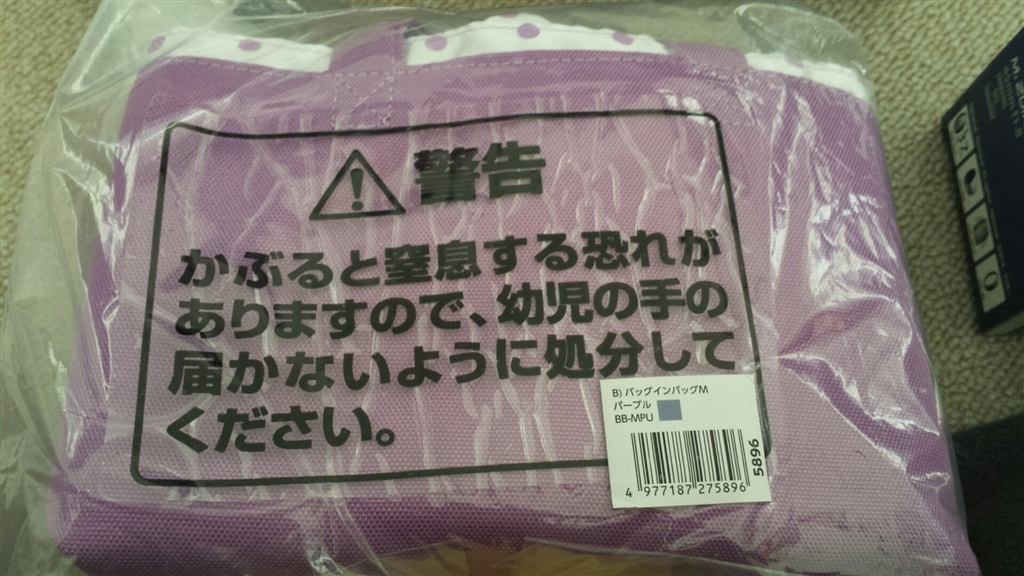 警告
かぶると窒息する恐れが
ありますので、幼児の手の
届かないように処分して
ください。
B) バッグインバッグM
パープル
BB-MPU
5896
4 977187 275896